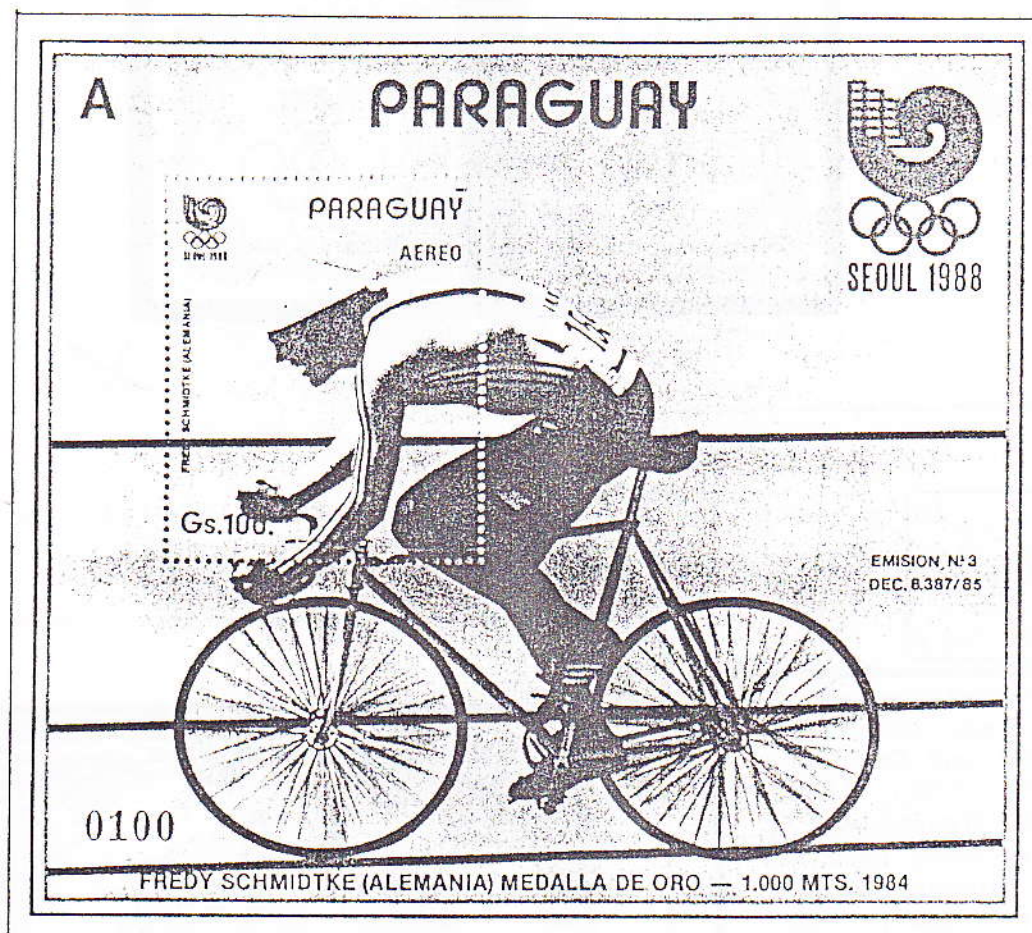 A
PARAGUAY
SEOUL 1988
PARAGUAY
AEREO
FREDY SCHMIDTKE (ALEMANIA)
Gs.100.
EMISION Nº 3
DEC. 8.387/85
0100
FREDY SCHMIDTKE (ALEMANIA) MEDALLA DE ORO — 1.000 MTS. 1984